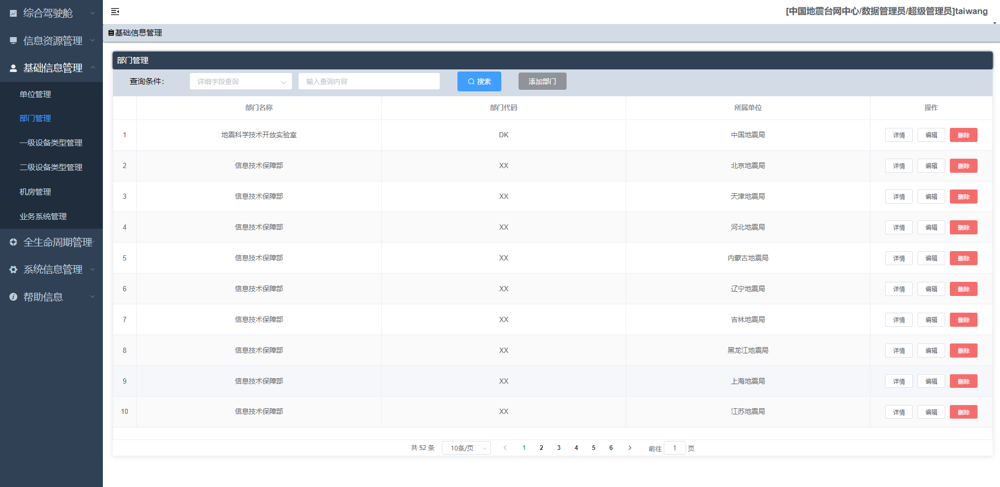 综合驾驶舱
信息资源管理
基础信息管理
单位管理
部门管理
一级设备类型管理
二级设备类型管理
机房管理
业务系统管理
全生命周期管理
系统信息管理
帮助信息
[中国地震台网中心/数据管理员/超级管理员]taiwang
基础信息管理
部门管理
查询条件： 详细字段查询 输入查询内容 搜索 添加部门
部门名称 部门代码 所属单位 操作
1 地震科学技术开放实验室 DK 中国地震局 详情 编辑 删除
2 信息技术保障部 XX 北京地震局 详情 编辑 删除
3 信息技术保障部 XX 天津地震局 详情 编辑 删除
4 信息技术保障部 XX 河北地震局 详情 编辑 删除
5 信息技术保障部 XX 内蒙古地震局 详情 编辑 删除
6 信息技术保障部 XX 辽宁地震局 详情 编辑 删除
7 信息技术保障部 XX 吉林地震局 详情 编辑 删除
8 信息技术保障部 XX 黑龙江地震局 详情 编辑 删除
9 信息技术保障部 XX 上海地震局 详情 编辑 删除
10 信息技术保障部 XX 江苏地震局 详情 编辑 删除
共 52 条 10条/页 1 2 3 4 5 6 前往 1 页